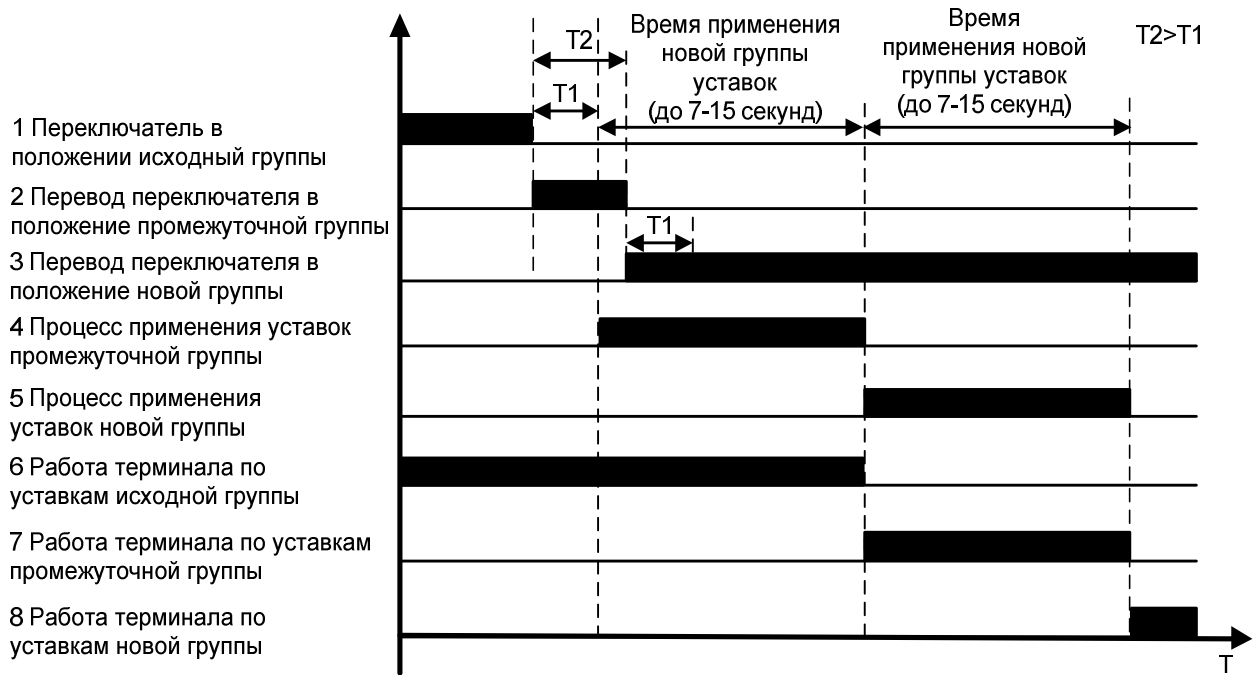 T2
T1
Время применения
новой группы
уставок
(до 7-15 секунд)
Время
применения новой
группы уставок
(до 7-15 секунд)
T2>T1
1 Переключатель в
положении исходный группы
2 Перевод переключателя в
положение промежуточной группы
T1
3 Перевод переключателя в
положение новой группы
4 Процесс применения уставок
промежуточной группы
5 Процесс применения
уставок новой группы
6 Работа терминала по
уставкам исходной группы
7 Работа терминала по уставкам
промежуточной группы
8 Работа терминала по
уставкам новой группы
T